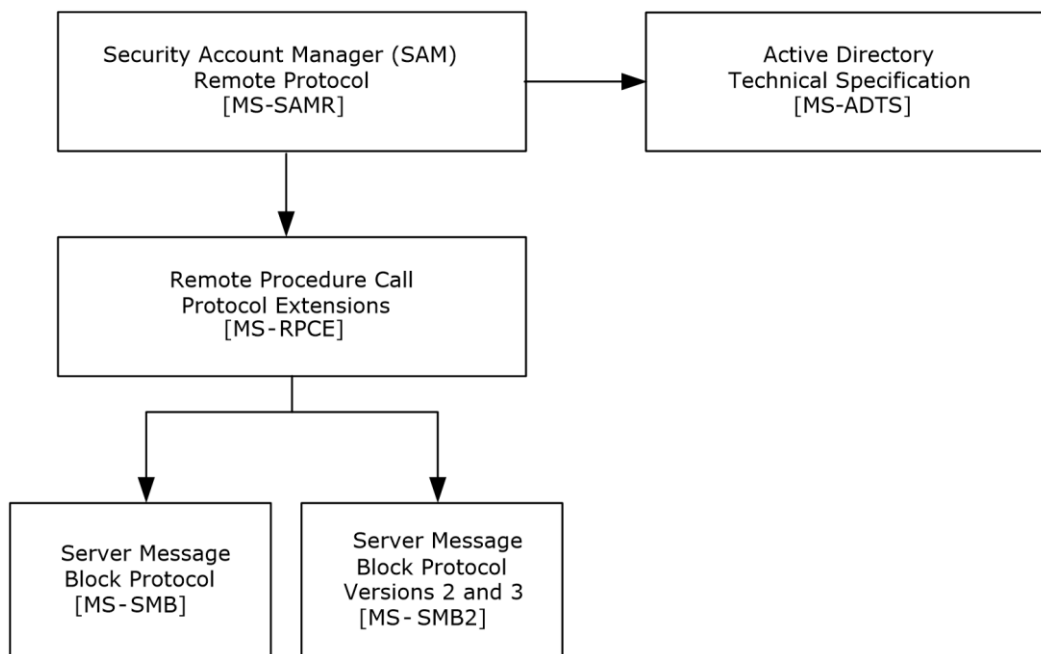 Security Account Manager (SAM)
Remote Protocol
[MS-SAMR]
Active Directory
Technical Specification
[MS-ADTS]
Remote Procedure Call
Protocol Extensions
[MS-RPCE]
Server Message
Block Protocol
[MS-SMB]
Server Message
Block Protocol
Versions 2 and 3
[MS-SMB2]